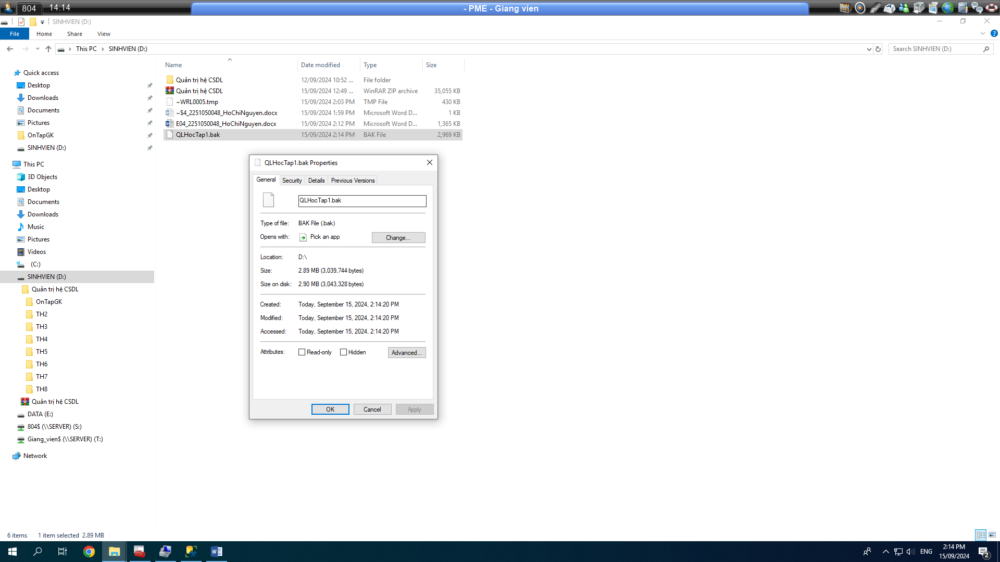 804 14:14 - PME - Giang vien
SINHVIEN (D:)
File Home Share View
This PC > SINHVIEN (D:) Search SINHVIEN (D:)
Name Date modified Type Size
Quản trị hệ CSDL 12/09/2024 10:52 ... File folder
Quản trị hệ CSDL 15/09/2024 12:49 ... WinRAR ZIP archive 35,055 KB
~WRL0005.tmp 15/09/2024 2:03 PM TMP File 430 KB
~$4_2251050048_HoChiNguyen.docx 15/09/2024 1:59 PM Microsoft Word D... 1 KB
E04_2251050048_HoChiNguyen.docx 15/09/2024 2:12 PM Microsoft Word D... 1,365 KB
QLHocTap1.bak 15/09/2024 2:14 PM BAK File 2,969 KB
Quick access
Desktop
Downloads
Documents
Pictures
OnTapGK
SINHVIEN (D:)
This PC
3D Objects
Desktop
Documents
Downloads
Music
Pictures
Videos
(C:)
SINHVIEN (D:)
Quản trị hệ CSDL
OnTapGK
TH2
TH3
TH4
TH5
TH6
TH7
TH8
Quản trị hệ CSDL
DATA (E:)
804$ (\\SERVER) (S:)
Giang_vien$ (\\SERVER) (T:)
Network
QLHocTap1.bak Properties
General Security Details Previous Versions
QLHocTap1.bak
Type of file: BAK File (.bak)
Opens with: Pick an app Change...
Location: D:\
Size: 2.89 MB (3,039,744 bytes)
Size on disk: 2.90 MB (3,043,328 bytes)
Created: Today, September 15, 2024, 2:14:20 PM
Modified: Today, September 15, 2024, 2:14:20 PM
Accessed: Today, September 15, 2024, 2:14:20 PM
Attributes: Read-only Hidden Advanced...
OK Cancel Apply
6 items 1 item selected 2.89 MB
ENG 2:14 PM
15/09/2024 2